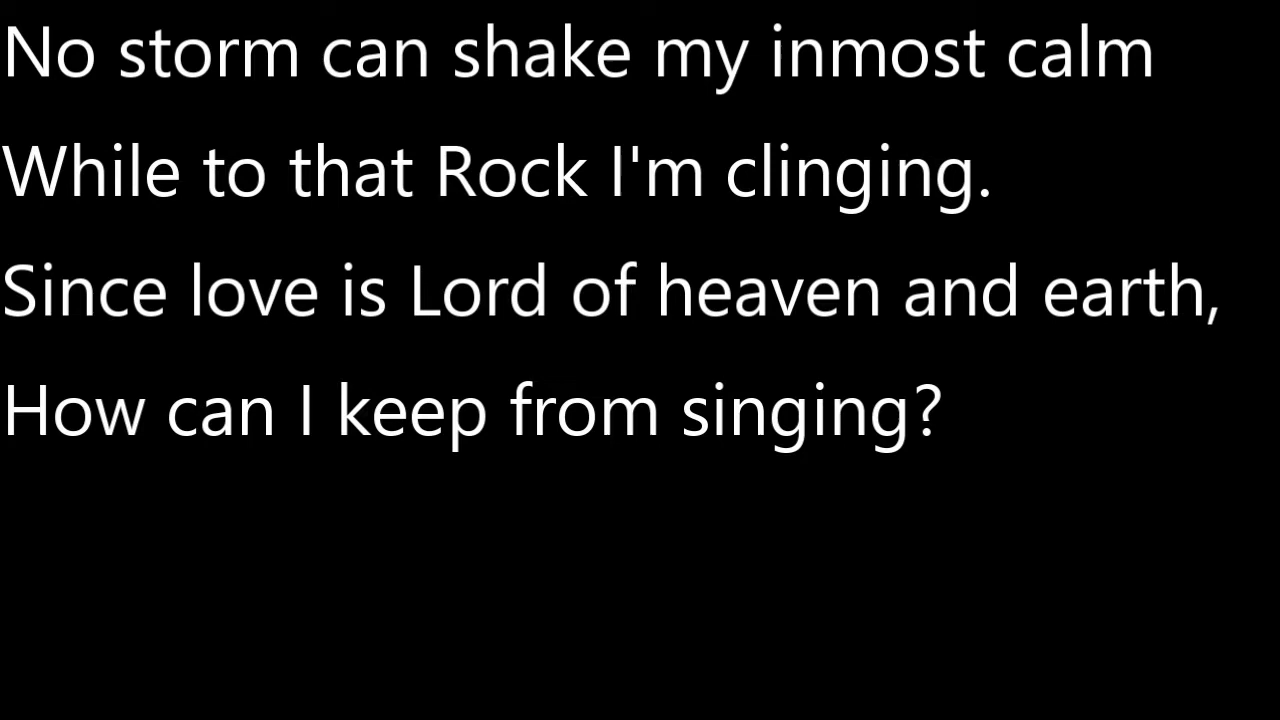 No storm can shake my inmost calm
While to that Rock I'm clinging.
Since love is Lord of heaven and earth,
How can I keep from singing?